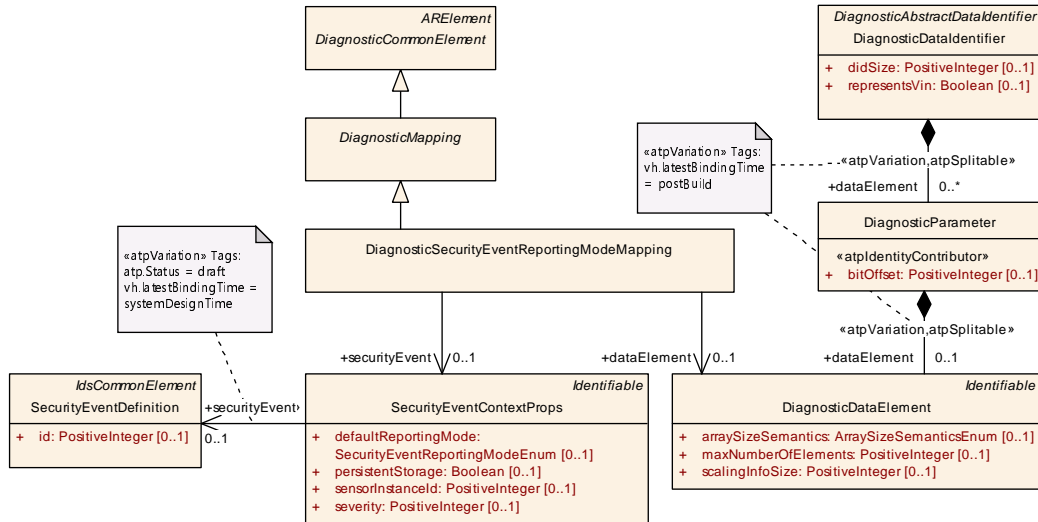 ARElement
DiagnosticCommonElement
DiagnosticMapping
DiagnosticSecurityEventReportingModeMapping
DiagnosticAbstractDataIdentifier
DiagnosticDataIdentifier
+ didSize: PositiveInteger [0..1]
+ representsVin: Boolean [0..1]
«atpVariation» Tags:
vh.latestBindingTime
= postBuild
«atpVariation,atpSplitable»
+dataElement 0..*
DiagnosticParameter
«atpIdentityContributor»
+ bitOffset: PositiveInteger [0..1]
«atpVariation,atpSplitable»
+dataElement 0..1
«atpVariation» Tags:
atp.Status = draft
vh.latestBindingTime =
systemDesignTime
+securityEvent 0..1
+dataElement 0..1
IdsCommonElement
SecurityEventDefinition
+ id: PositiveInteger [0..1]
+securityEvent
0..1
Identifiable
SecurityEventContextProps
+ defaultReportingMode:
SecurityEventReportingModeEnum [0..1]
+ persistentStorage: Boolean [0..1]
+ sensorInstanceId: PositiveInteger [0..1]
+ severity: PositiveInteger [0..1]
Identifiable
DiagnosticDataElement
+ arraySizeSemantics: ArraySizeSemanticsEnum [0..1]
+ maxNumberOfElements: PositiveInteger [0..1]
+ scalingInfoSize: PositiveInteger [0..1]